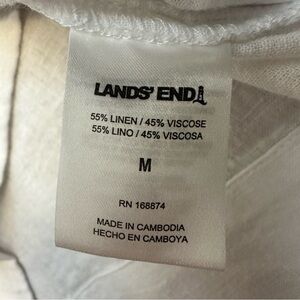 LANDS' END
55% LINEN / 45% VISCOSE
55% LINO / 45% VISCOSA
M
RN 168874
MADE IN CAMBODIA
HECHO EN CAMBOYA